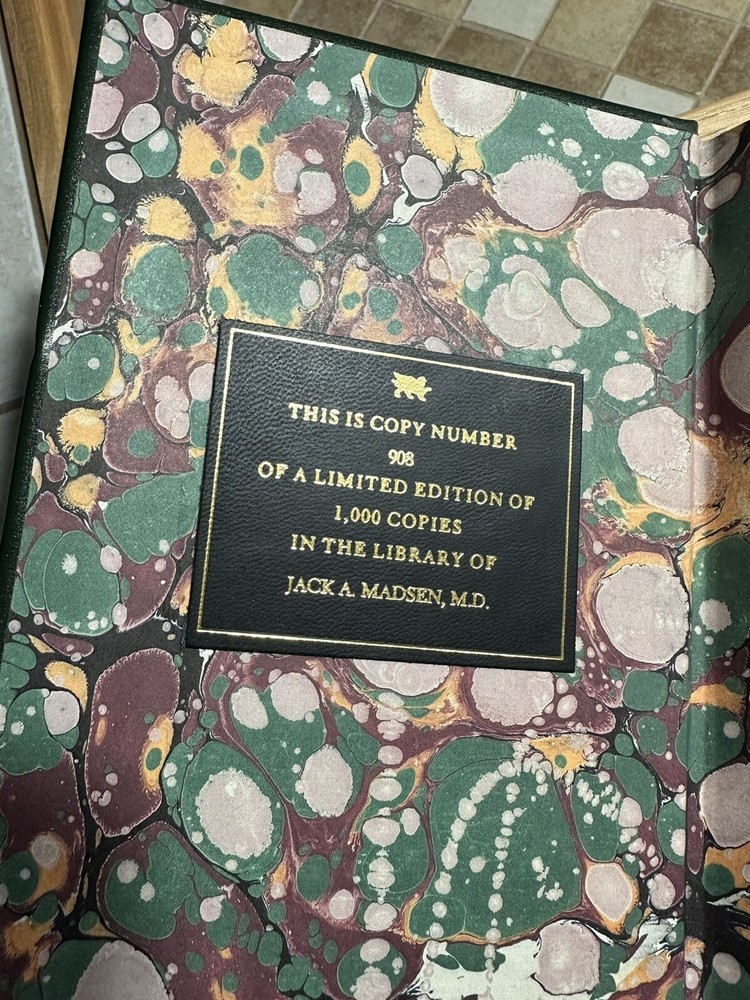 THIS IS COPY NUMBER
908
OF A LIMITED EDITION OF
1,000 COPIES
IN THE LIBRARY OF
JACK A. MADSEN, M.D.